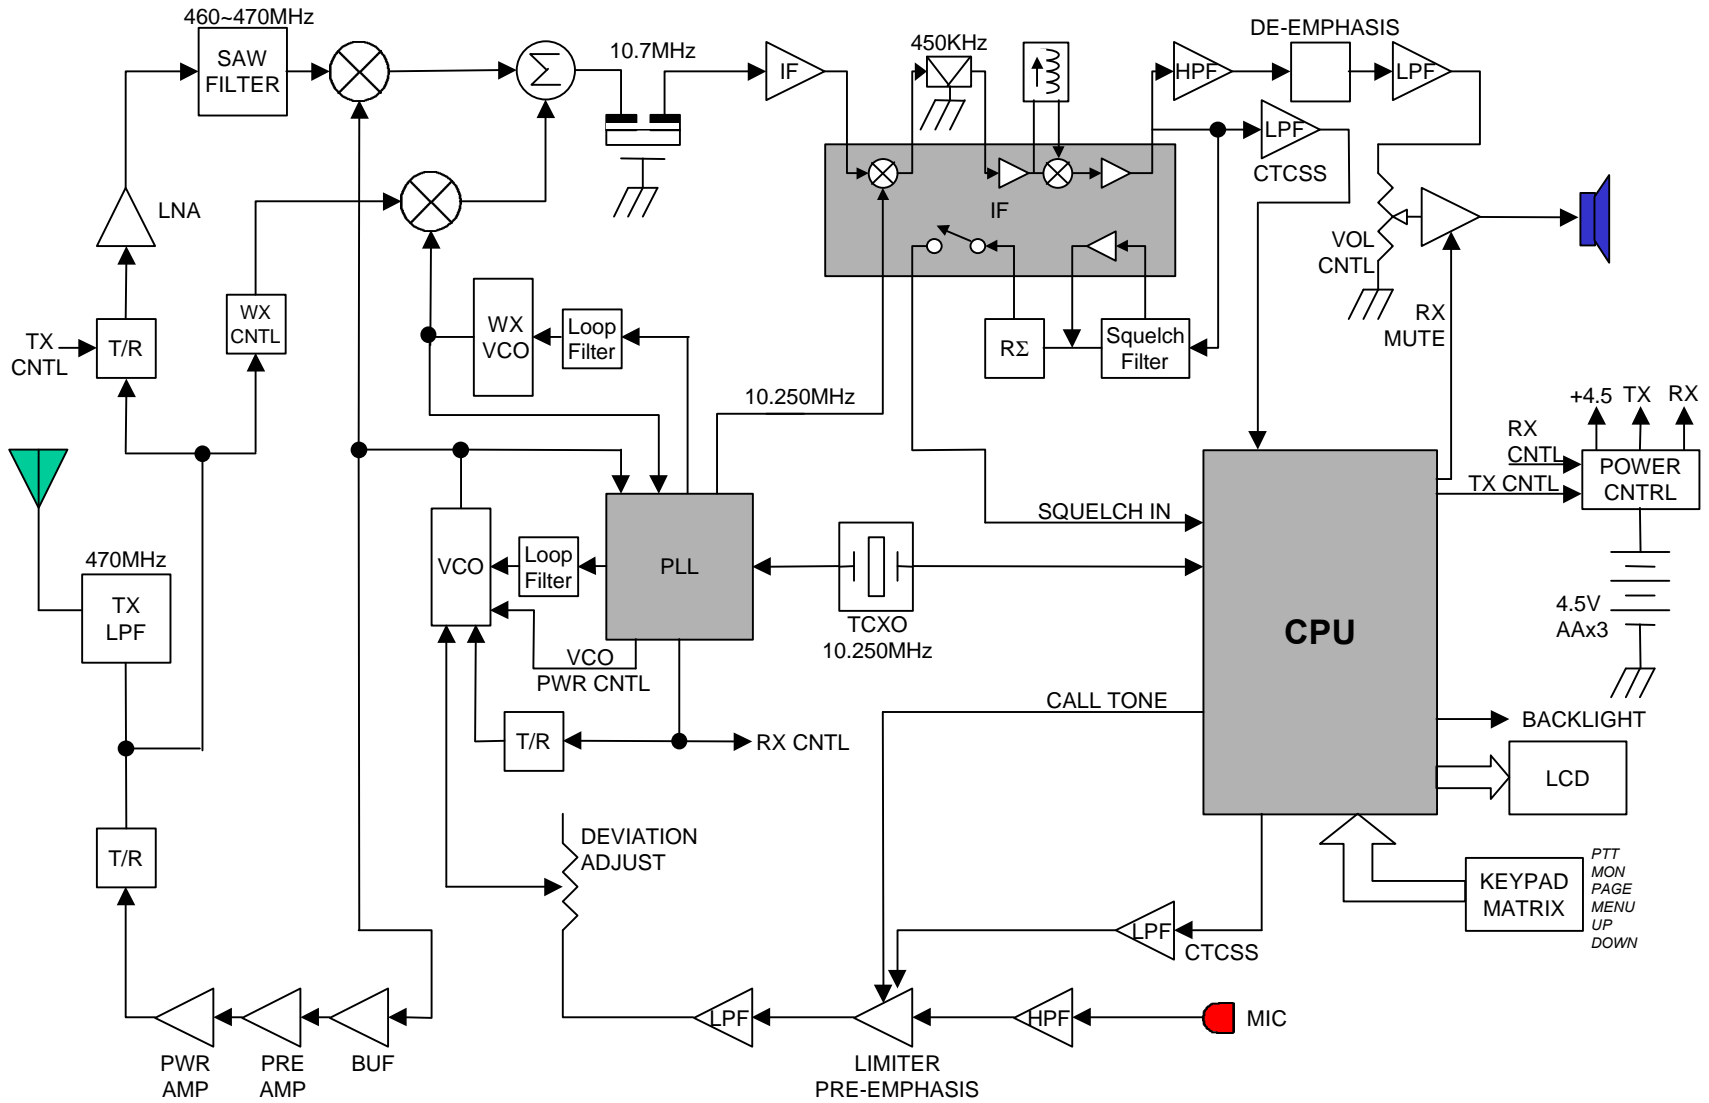 460~470MHz
SAW
FILTER
Σ
10.7MHz
IF
450KHz
DE-EMPHASIS
HPF
LPF
LPF
CTCSS
LNA
IF
VOL
CNTL
WX
CNTL
TX
CNTL
T/R
WX
VCO
Loop
Filter
RΣ
Squelch
Filter
RX
MUTE
10.250MHz
+4.5
TX
RX
RX
CNTL
TX CNTL
POWER
CNTRL
SQUELCH IN
470MHz
TX
LPF
VCO
Loop
Filter
PLL
TCXO
10.250MHz
CPU
4.5V
AAx3
VCO
PWR CNTL
CALL TONE
BACKLIGHT
T/R
RX CNTL
LCD
DEVIATION
ADJUST
T/R
KEYPAD
MATRIX
PTT
MON
PAGE
MENU
UP
DOWN
LPF
CTCSS
LPF
HPF
MIC
PWR
AMP
PRE
AMP
BUF
LIMITER
PRE-EMPHASIS